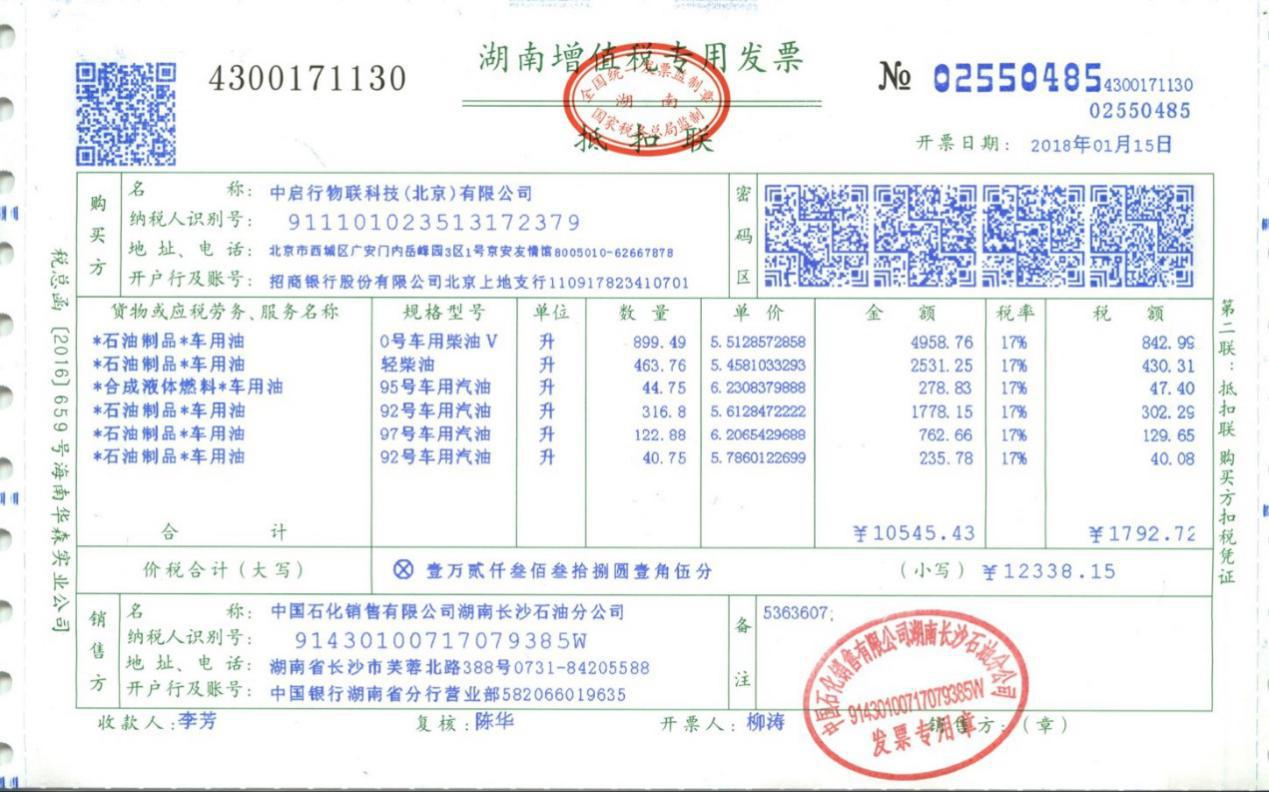 湖南增值税专用发票
4300171130
№ 02550485
4300171130
02550485
全国统一发票监制章
湖 南
国家税务总局监制
抵扣联
开票日期: 2018年01月15日
购买方
名 称: 中启行物联科技(北京)有限公司
纳税人识别号: 911101023513172379
地 址、电 话: 北京市西城区广安门内岳峰园3区1号京安友情馆8005010-62667878
开户行及账号: 招商银行股份有限公司北京上地支行110917823410701
密码区
货物或应税劳务、服务名称 规格型号 单位 数 量 单 价 金 额 税率 税 额
*石油制品*车用油 0号车用柴油V 升 899.49 5.5128572858 4958.76 17% 842.99
*石油制品*车用油 轻柴油 升 463.76 5.4581033293 2531.25 17% 430.31
*合成液体燃料*车用油 95号车用汽油 升 44.75 6.2308379888 278.83 17% 47.40
*石油制品*车用油 92号车用汽油 升 316.8 5.6128472222 1778.15 17% 302.29
*石油制品*车用油 97号车用汽油 升 122.88 6.2065429688 762.66 17% 129.65
*石油制品*车用油 92号车用汽油 升 40.75 5.7860122699 235.78 17% 40.08
合 计 ¥10545.43 ¥1792.72
价税合计(大写) ⊗ 壹万贰仟叁佰叁拾捌圆壹角伍分 (小写) ¥12338.15
销售方
名 称: 中国石化销售有限公司湖南长沙石油分公司
纳税人识别号: 91430100717079385W
地 址、电 话: 湖南省长沙市芙蓉北路388号0731-84205588
开户行及账号: 中国银行湖南省分行营业部582066019635
备注
5363607;
中国石化销售有限公司湖南长沙石油分公司
91430100717079385W
发票专用章
收款人:李芳 复核:陈华 开票人:柳涛 销售方:(章)
税总函〔2016〕659号海南华森实业公司
第二联:抵扣联 购买方扣税凭证